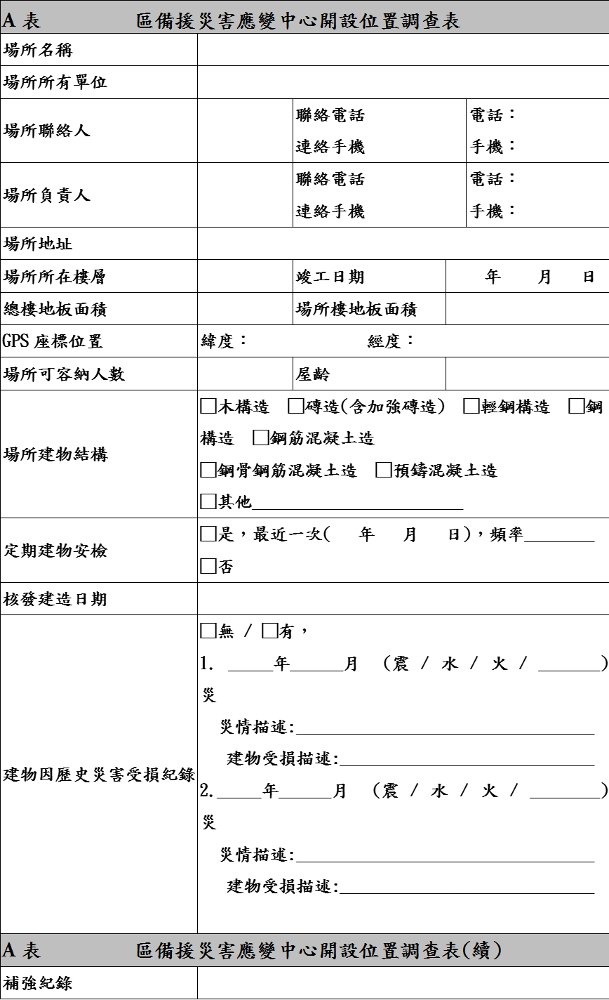 A 表 區備援災害應變中心開設位置調查表
場所名稱
場所所有單位
場所聯絡人 聯絡電話 電話：
連絡手機 手機：
場所負責人 聯絡電話 電話：
連絡手機 手機：
場所地址
場所所在樓層 竣工日期 年 月 日
總樓地板面積 場所樓地板面積
GPS 座標位置 緯度： 經度：
場所可容納人數 屋齡
場所建物結構 □木構造 □磚造(含加強磚造) □輕鋼構造 □鋼
構造 □鋼筋混凝土造
□鋼骨鋼筋混凝土造 □預鑄混凝土造
□其他________________________
定期建物安檢 □是，最近一次( 年 月 日)，頻率________
□否
核發建造日期
建物因歷史災害受損紀錄 □無 / □有，
1. _____年______月 (震 / 水 / 火 / _______)
災
災情描述:__________________________________
建物受損描述:_____________________________
2._____年______月 (震 / 水 / 火 / ________)
災
災情描述:__________________________________
建物受損描述:_____________________________
A 表 區備援災害應變中心開設位置調查表(續)
補強紀錄